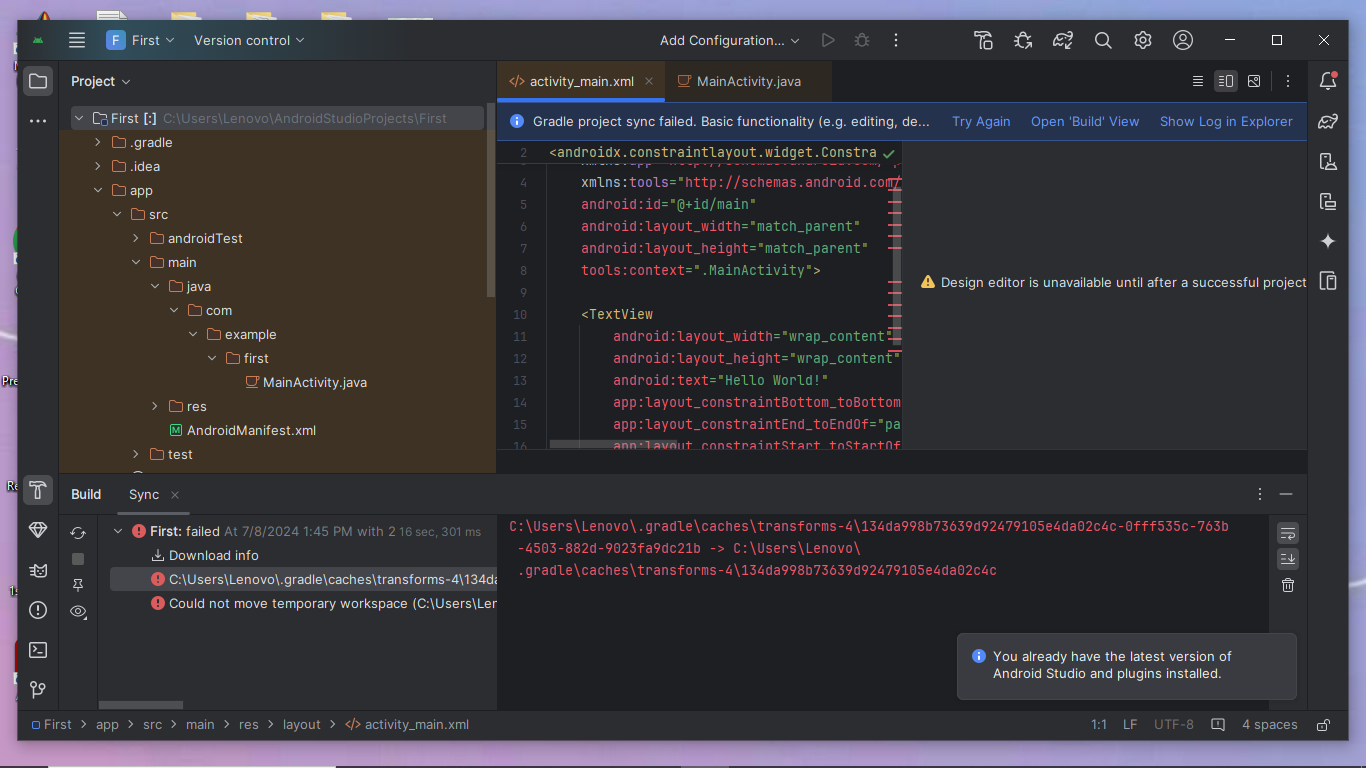 F First Version control Add Configuration...
Project
First [:] C:\Users\Lenovo\AndroidStudioProjects\First
.gradle
.idea
app
src
androidTest
main
java
com
example
first
MainActivity.java
res
AndroidManifest.xml
test
activity_main.xml MainActivity.java
Gradle project sync failed. Basic functionality (e.g. editing, de... Try Again Open 'Build' View Show Log in Explorer
2 <androidx.constraintlayout.widget.Constra
4 xmlns:tools="http://schemas.android.com/
5 android:id="@+id/main"
6 android:layout_width="match_parent"
7 android:layout_height="match_parent"
8 tools:context=".MainActivity">
9
10 <TextView
11 android:layout_width="wrap_content"
12 android:layout_height="wrap_content"
13 android:text="Hello World!"
14 app:layout_constraintBottom_toBottom
15 app:layout_constraintEnd_toEndOf="pa
16 app:layout_constraintStart_toStartOf
Design editor is unavailable until after a successful project
Build Sync
First: failed At 7/8/2024 1:45 PM with 2 16 sec, 301 ms
Download info
C:\Users\Lenovo\.gradle\caches\transforms-4\134da
Could not move temporary workspace (C:\Users\Len
C:\Users\Lenovo\.gradle\caches\transforms-4\134da998b73639d92479105e4da02c4c-0fff535c-763b
-4503-882d-9023fa9dc21b -> C:\Users\Lenovo\
.gradle\caches\transforms-4\134da998b73639d92479105e4da02c4c
You already have the latest version of
Android Studio and plugins installed.
First > app > src > main > res > layout > activity_main.xml 1:1 LF UTF-8 4 spaces